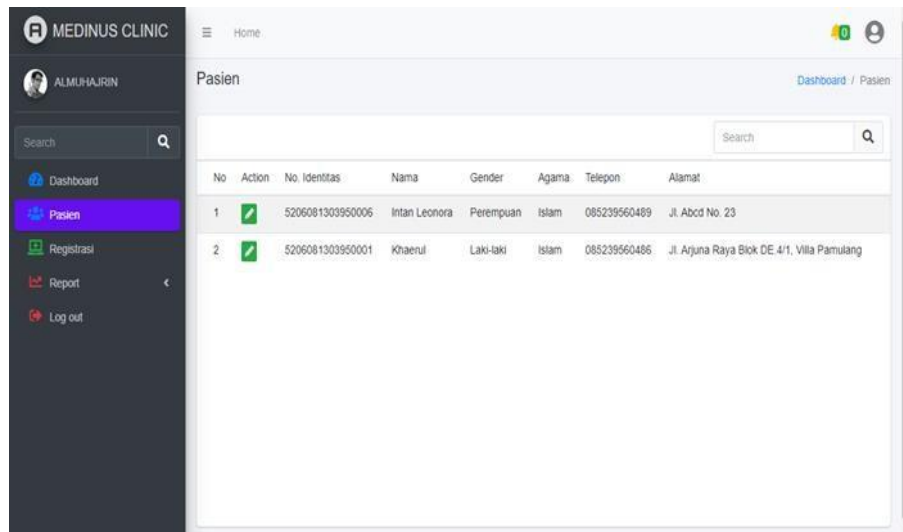 MEDINUS CLINIC
Home
0
ALMUHAJRIN
Pasien
Dashboard / Pasien
Search
Search
Dashboard
Pasien
Registrasi
Report
Log out
No Action No. Identitas Nama Gender Agama Telepon Alamat
1 5206081303950006 Intan Leonora Perempuan Islam 085239560489 Jl. Abcd No. 23
2 5206081303950001 Khaerul Laki-laki Islam 085239560486 Jl. Arjuna Raya Blok DE 4/1, Villa Pamulang